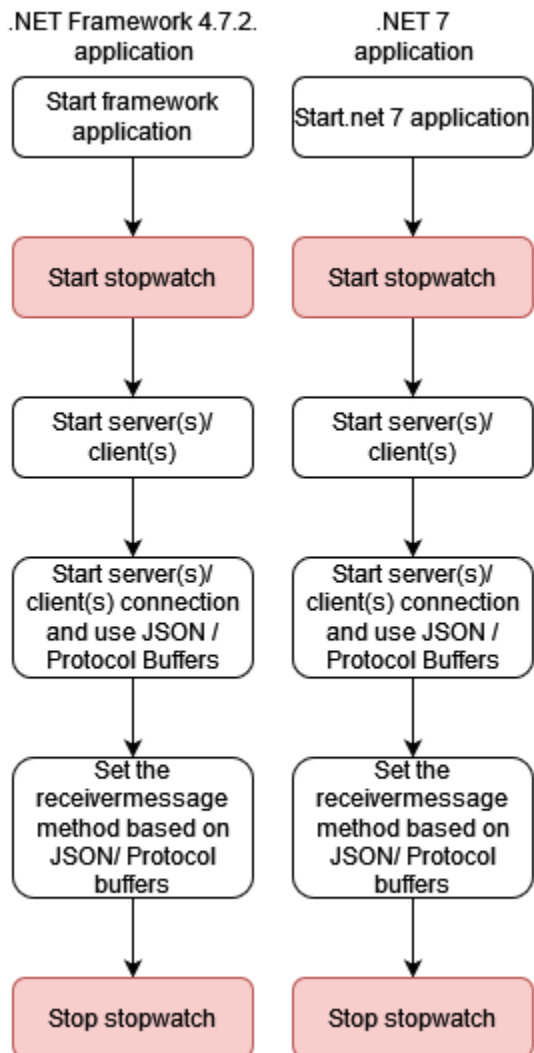 .NET Framework 4.7.2.
application
Start framework
application
Start stopwatch
Start server(s)/
client(s)
Start server(s)/
client(s) connection
and use JSON /
Protocol Buffers
Set the
receivermessage
method based on
JSON/ Protocol
buffers
Stop stopwatch
.NET 7
application
Start.net 7 application
Start stopwatch
Start server(s)/
client(s)
Start server(s)/
client(s) connection
and use JSON /
Protocol Buffers
Set the
receivermessage
method based on
JSON/ Protocol
buffers
Stop stopwatch